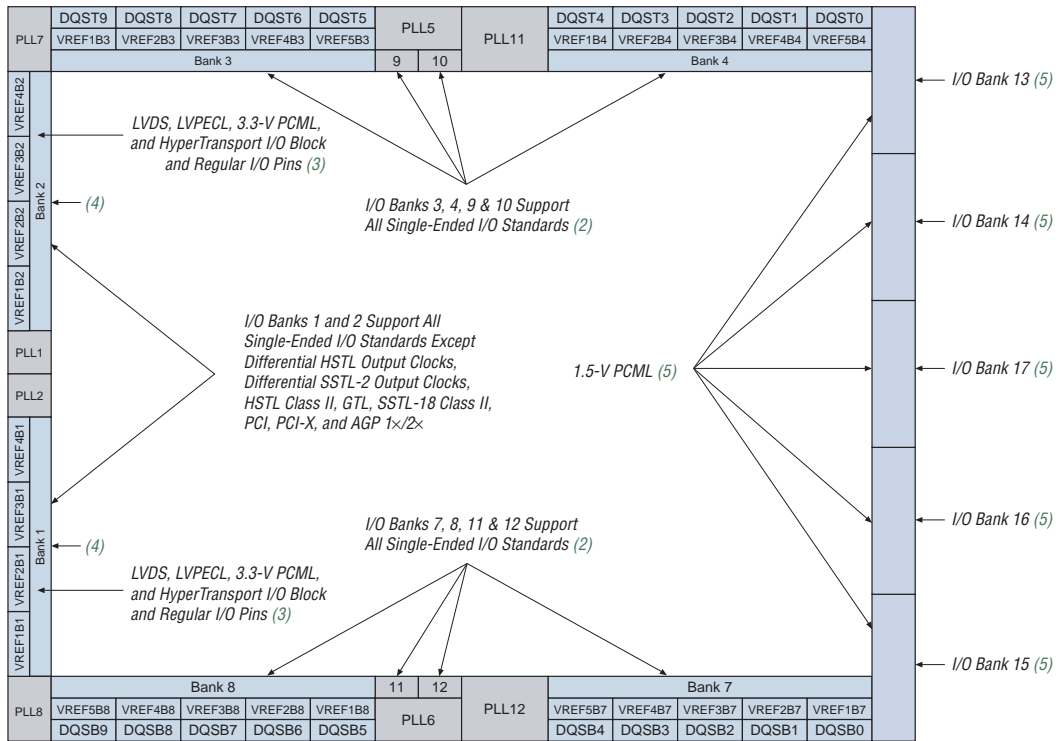 PLL7
DQST9 DQST8 DQST7 DQST6 DQST5
VREF1B3 VREF2B3 VREF3B3 VREF4B3 VREF5B3
Bank 3
PLL5
9 10
PLL11
DQST4 DQST3 DQST2 DQST1 DQST0
VREF1B4 VREF2B4 VREF3B4 VREF4B4 VREF5B4
Bank 4
I/O Bank 13 (5)
VREF4B2
VREF3B2
VREF2B2
VREF1B2
Bank 2
LVDS, LVPECL, 3.3-V PCML,
and HyperTransport I/O Block
and Regular I/O Pins (3)
(4)
I/O Banks 3, 4, 9 & 10 Support
All Single-Ended I/O Standards (2)
I/O Bank 14 (5)
PLL1
PLL2
I/O Banks 1 and 2 Support All
Single-Ended I/O Standards Except
Differential HSTL Output Clocks,
Differential SSTL-2 Output Clocks,
HSTL Class II, GTL, SSTL-18 Class II,
PCI, PCI-X, and AGP 1×/2×
1.5-V PCML (5)
I/O Bank 17 (5)
VREF4B1
VREF3B1
VREF2B1
VREF1B1
Bank 1
(4)
I/O Banks 7, 8, 11 & 12 Support
All Single-Ended I/O Standards (2)
I/O Bank 16 (5)
LVDS, LVPECL, 3.3-V PCML,
and HyperTransport I/O Block
and Regular I/O Pins (3)
I/O Bank 15 (5)
PLL8
Bank 8
VREF5B8 VREF4B8 VREF3B8 VREF2B8 VREF1B8
DQSB9 DQSB8 DQSB7 DQSB6 DQSB5
11 12
PLL6
PLL12
Bank 7
VREF5B7 VREF4B7 VREF3B7 VREF2B7 VREF1B7
DQSB4 DQSB3 DQSB2 DQSB1 DQSB0